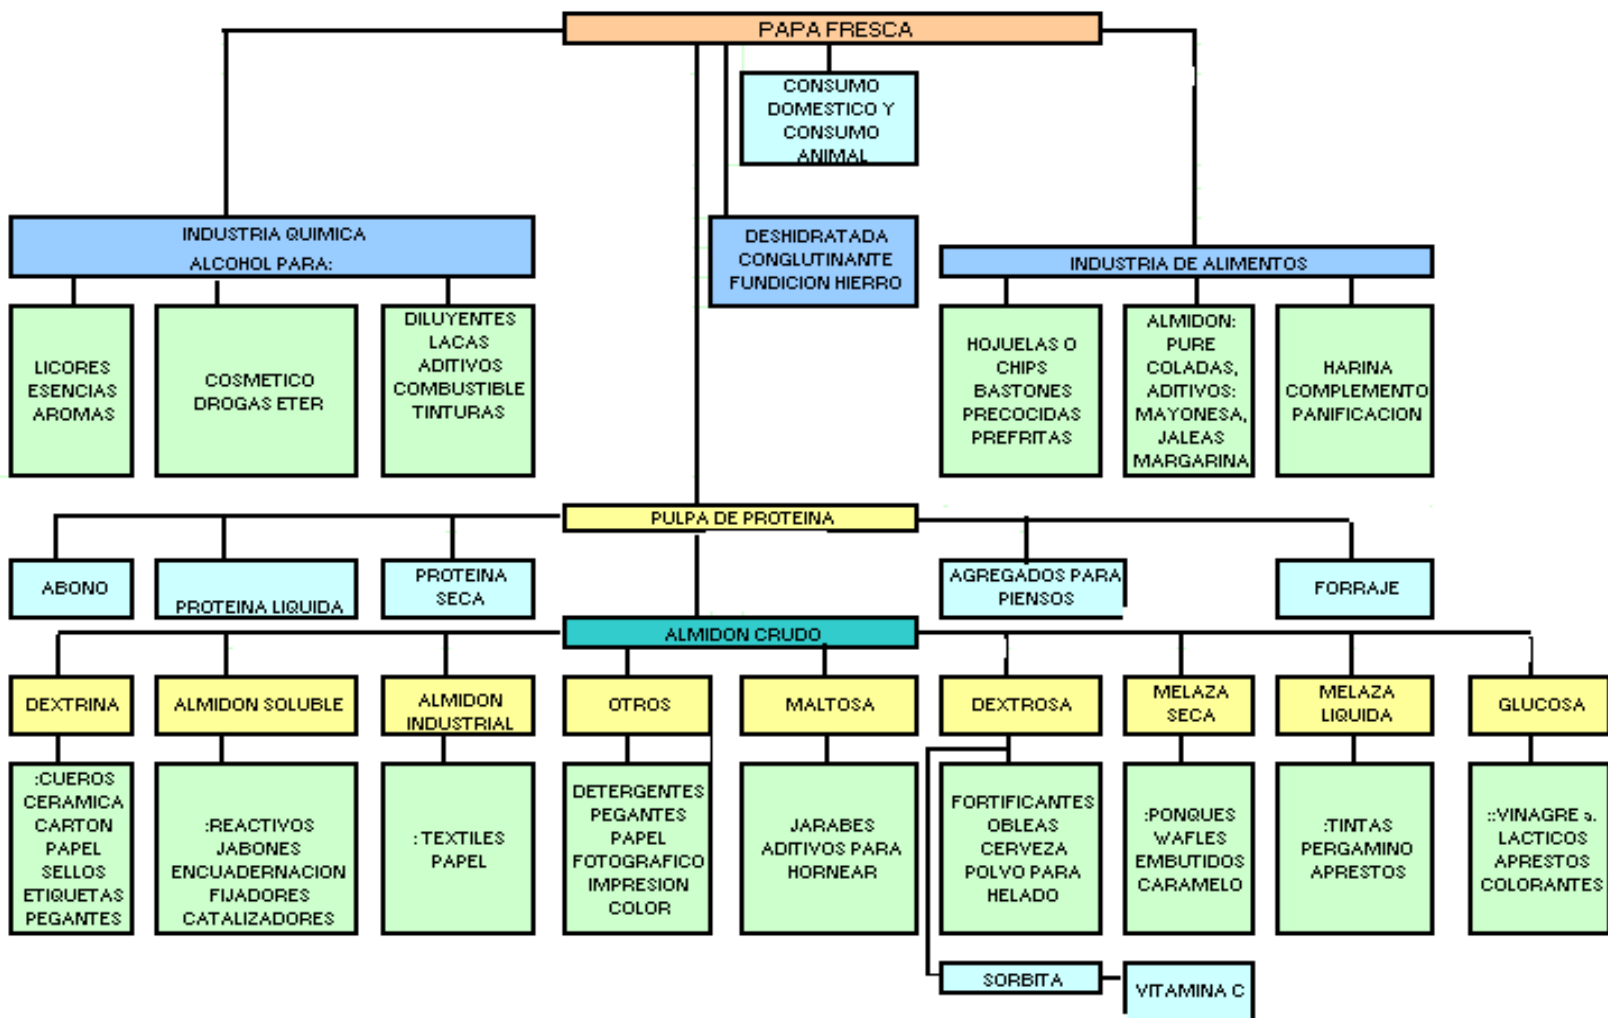 PAPA FRESCA
CONSUMO
DOMESTICO Y
CONSUMO
ANIMAL
INDUSTRIA QUIMICA
ALCOHOL PARA:
DESHIDRATADA
CONGLUTINANTE
FUNDICION HIERRO
INDUSTRIA DE ALIMENTOS
LICORES
ESENCIAS
AROMAS
COSMETICO
DROGAS ETER
DILUYENTES
LACAS
ADITIVOS
COMBUSTIBLE
TINTURAS
HOJUELAS O
CHIPS
BASTONES
PRECOCIDAS
PREFRITAS
ALMIDON:
PURE
COLADAS,
ADITIVOS:
MAYONESA,
JALEAS
MARGARINA
HARINA
COMPLEMENTO
PANIFICACION
PULPA DE PROTEINA
ABONO
PROTEINA LIQUIDA
PROTEINA
SECA
AGREGADOS PARA
PIENSOS
FORRAJE
ALMIDON CRUDO
DEXTRINA
ALMIDON SOLUBLE
ALMIDON
INDUSTRIAL
OTROS
MALTOSA
DEXTROSA
MELAZA
SECA
MELAZA
LIQUIDA
GLUCOSA
:CUEROS
CERAMICA
CARTON
PAPEL
SELLOS
ETIQUETAS
PEGANTES
:REACTIVOS
JABONES
ENCUADERNACION
FIJADORES
CATALIZADORES
: TEXTILES
PAPEL
DETERGENTES
PEGANTES
PAPEL
FOTOGRAFICO
IMPRESION
COLOR
JARABES
ADITIVOS PARA
HORNEAR
FORTIFICANTES
OBLEAS
CERVEZA
POLVO PARA
HELADO
:PONQUES
WAFLES
EMBUTIDOS
CARAMELO
:TINTAS
PERGAMINO
APRESTOS
::VINAGRE a.
LACTICOS
APRESTOS
COLORANTES
SORBITA
VITAMINA C